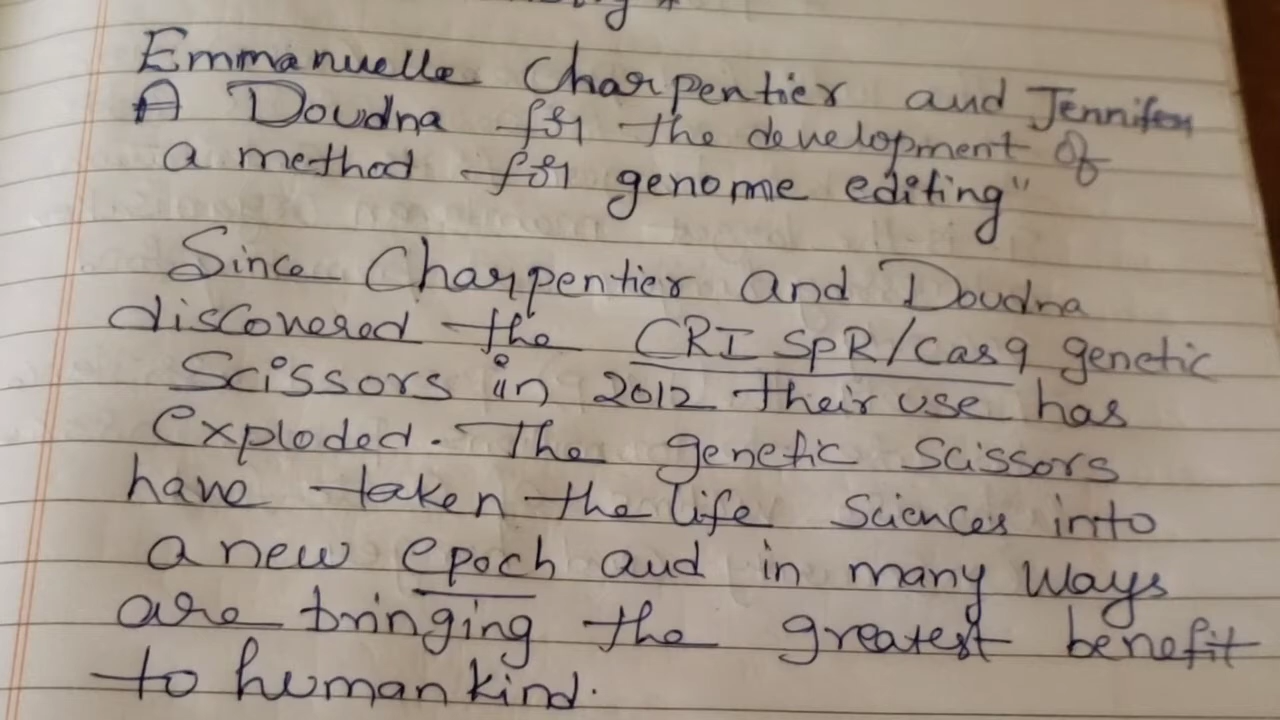 Emmanuelle Charpentier and Jennifer
A Doudna for the development of
a method for genome editing"
Since Charpentier and Doudna
discovered the CRISpR/cas9 genetic
Scissors in 2012 their use has
exploded. The genetic scissors
have taken the life sciences into
a new epoch and in many ways
are bringing the greatest benefit
to human kind.